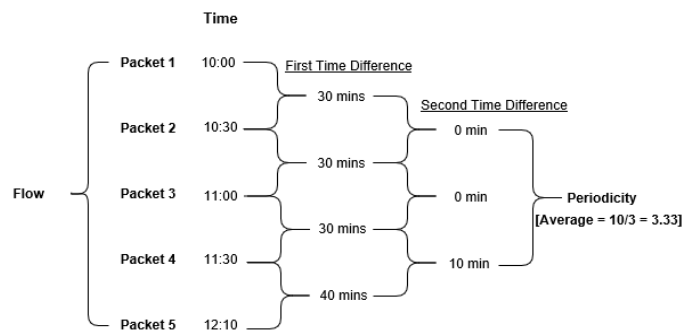 Time
Packet 1 10:00
First Time Difference
30 mins
Second Time Difference
Packet 2 10:30
0 min
30 mins
Flow
Packet 3 11:00
0 min
Periodicity
[Average = 10/3 = 3.33]
30 mins
Packet 4 11:30
10 min
40 mins
Packet 5 12:10